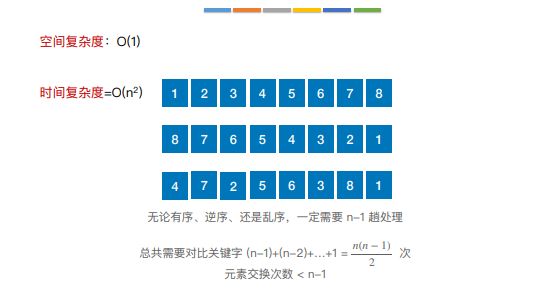 空间复杂度：O(1)
时间复杂度=O(n²)
1 2 3 4 5 6 7 8
8 7 6 5 4 3 2 1
4 7 2 5 6 3 8 1
无论有序、逆序、还是乱序，一定需要 n-1 趟处理
总共需要对比关键字 (n-1)+(n-2)+...+1 = n(n − 1)/2 次
元素交换次数 < n-1